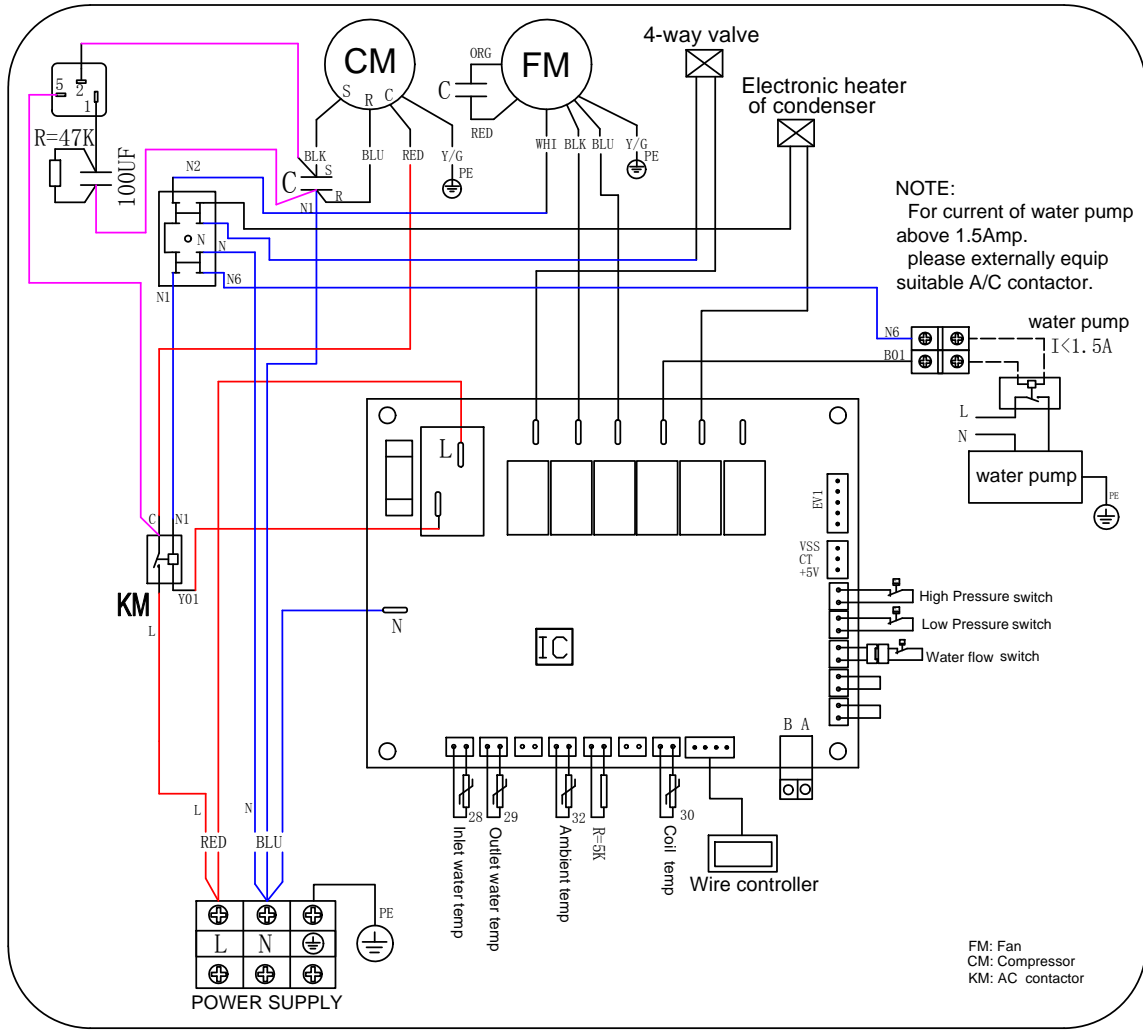 CM
S
R
C
FM
ORG
C
RED
4-way valve
Electronic heater
of condenser
5
2
1
R=47K
100UF
BLK
BLU
RED
Y/G
PE
WHI
BLK
BLU
Y/G
PE
C
S
R
N1
N2
N
N
N6
N1
NOTE:
For current of water pump
above 1.5Amp.
please externally equip
suitable A/C contactor.
N6
B01
water pump
I<1.5A
L
N
water pump
PE
L
EV1
VSS
CT
+5V
High Pressure switch
Low Pressure switch
Water flow switch
C
N1
KM
Y01
L
N
IC
B A
28
29
32
30
Inlet water temp
Outlet water temp
Ambient temp
R=5K
Coil temp
Wire controller
L
N
RED
BLU
PE
L
N
POWER SUPPLY
FM: Fan
CM: Compressor
KM: AC contactor